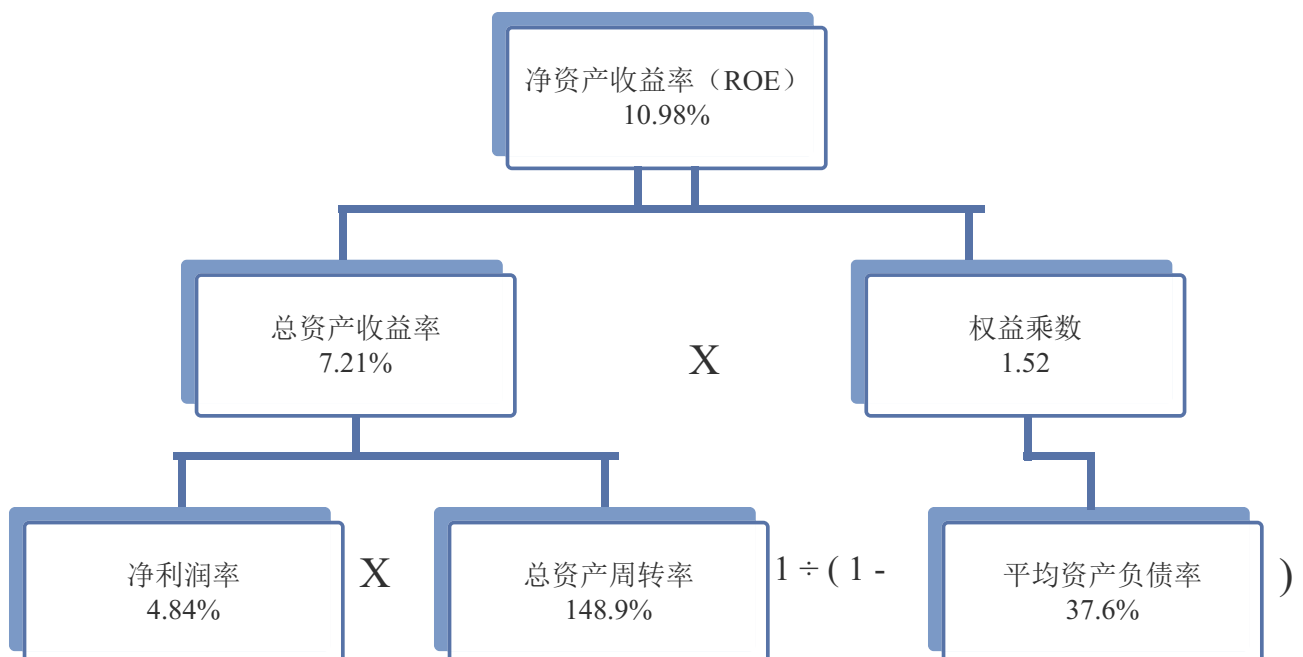 净资产收益率（ROE）
10.98%
总资产收益率
7.21%
X
权益乘数
1.52
净利润率
4.84%
X
总资产周转率
148.9%
1 ÷ ( 1 -
平均资产负债率
37.6%
)